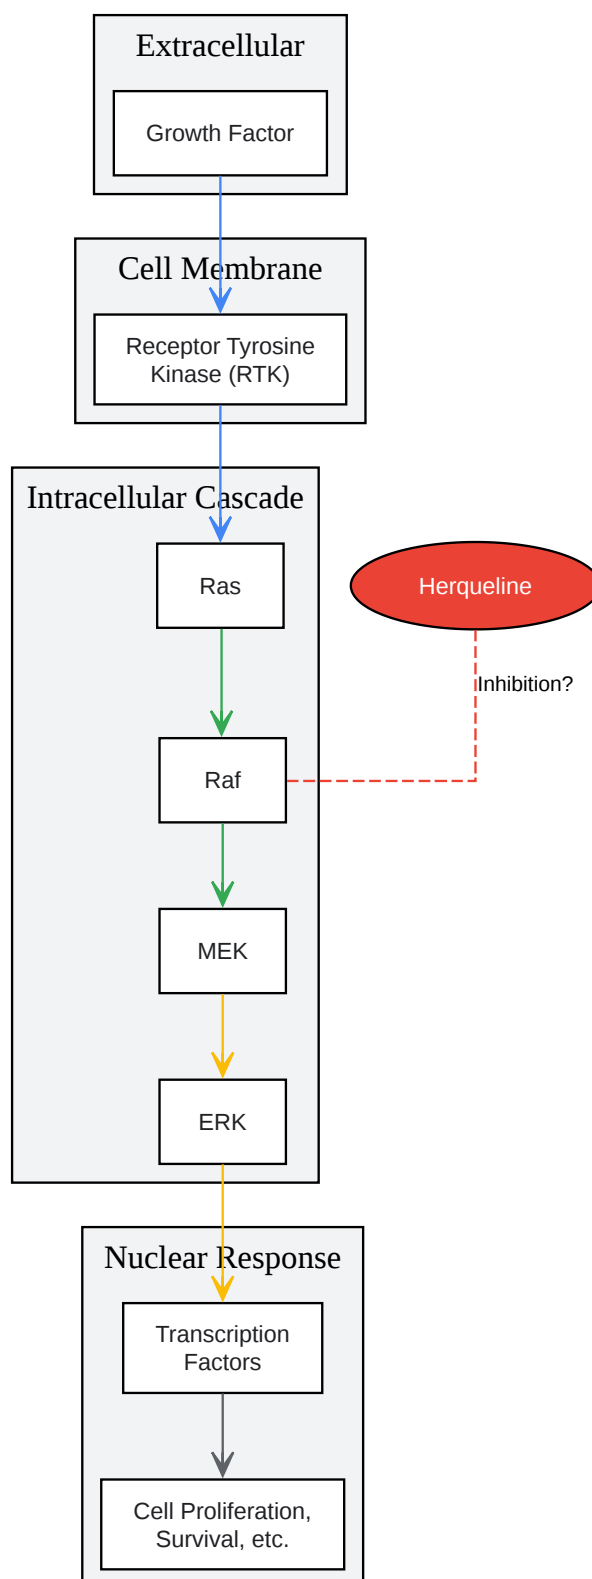 Extracellular
Growth Factor
Cell Membrane
Receptor Tyrosine
Kinase (RTK)
Intracellular Cascade
Ras
Herqueline
Inhibition?
Raf
MEK
ERK
Nuclear Response
Transcription
Factors
Cell Proliferation,
Survival, etc.